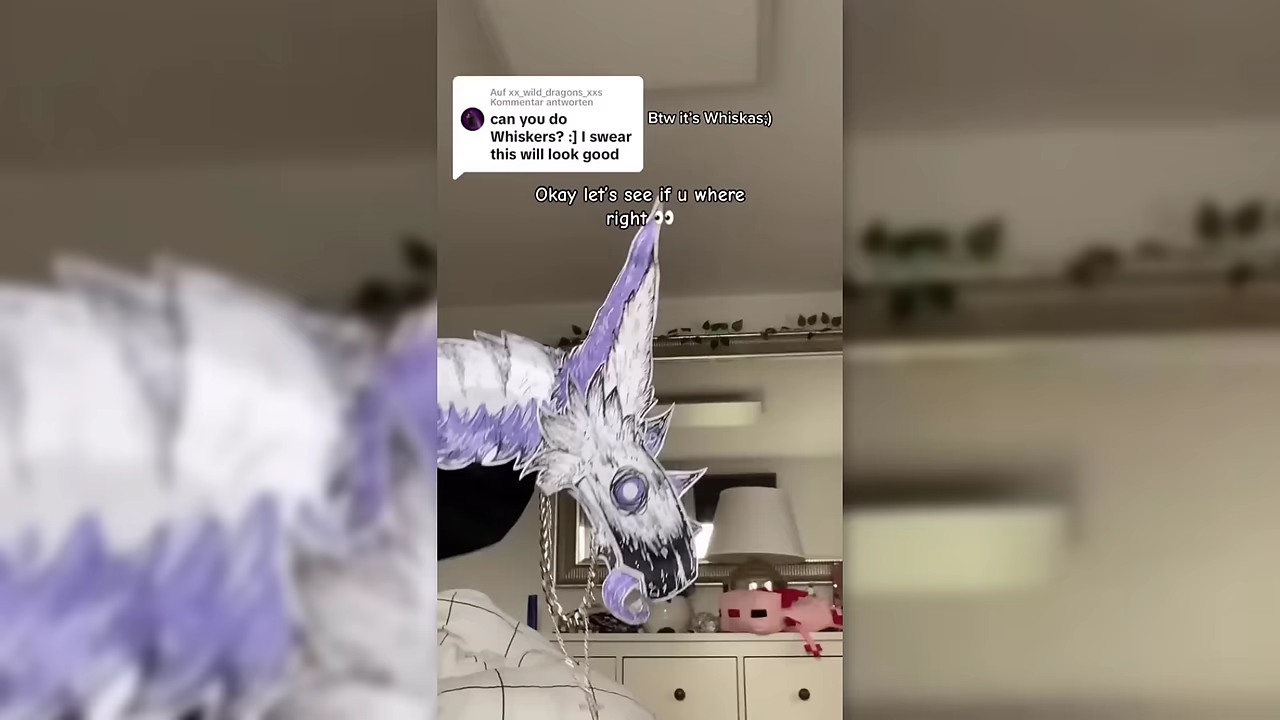 Auf xx_wild_dragons_xxs
Kommentar antworten
can you do
Whiskers? :] I swear
this will look good
Btw it's Whiskas;)
Okay let's see if u where
right👀